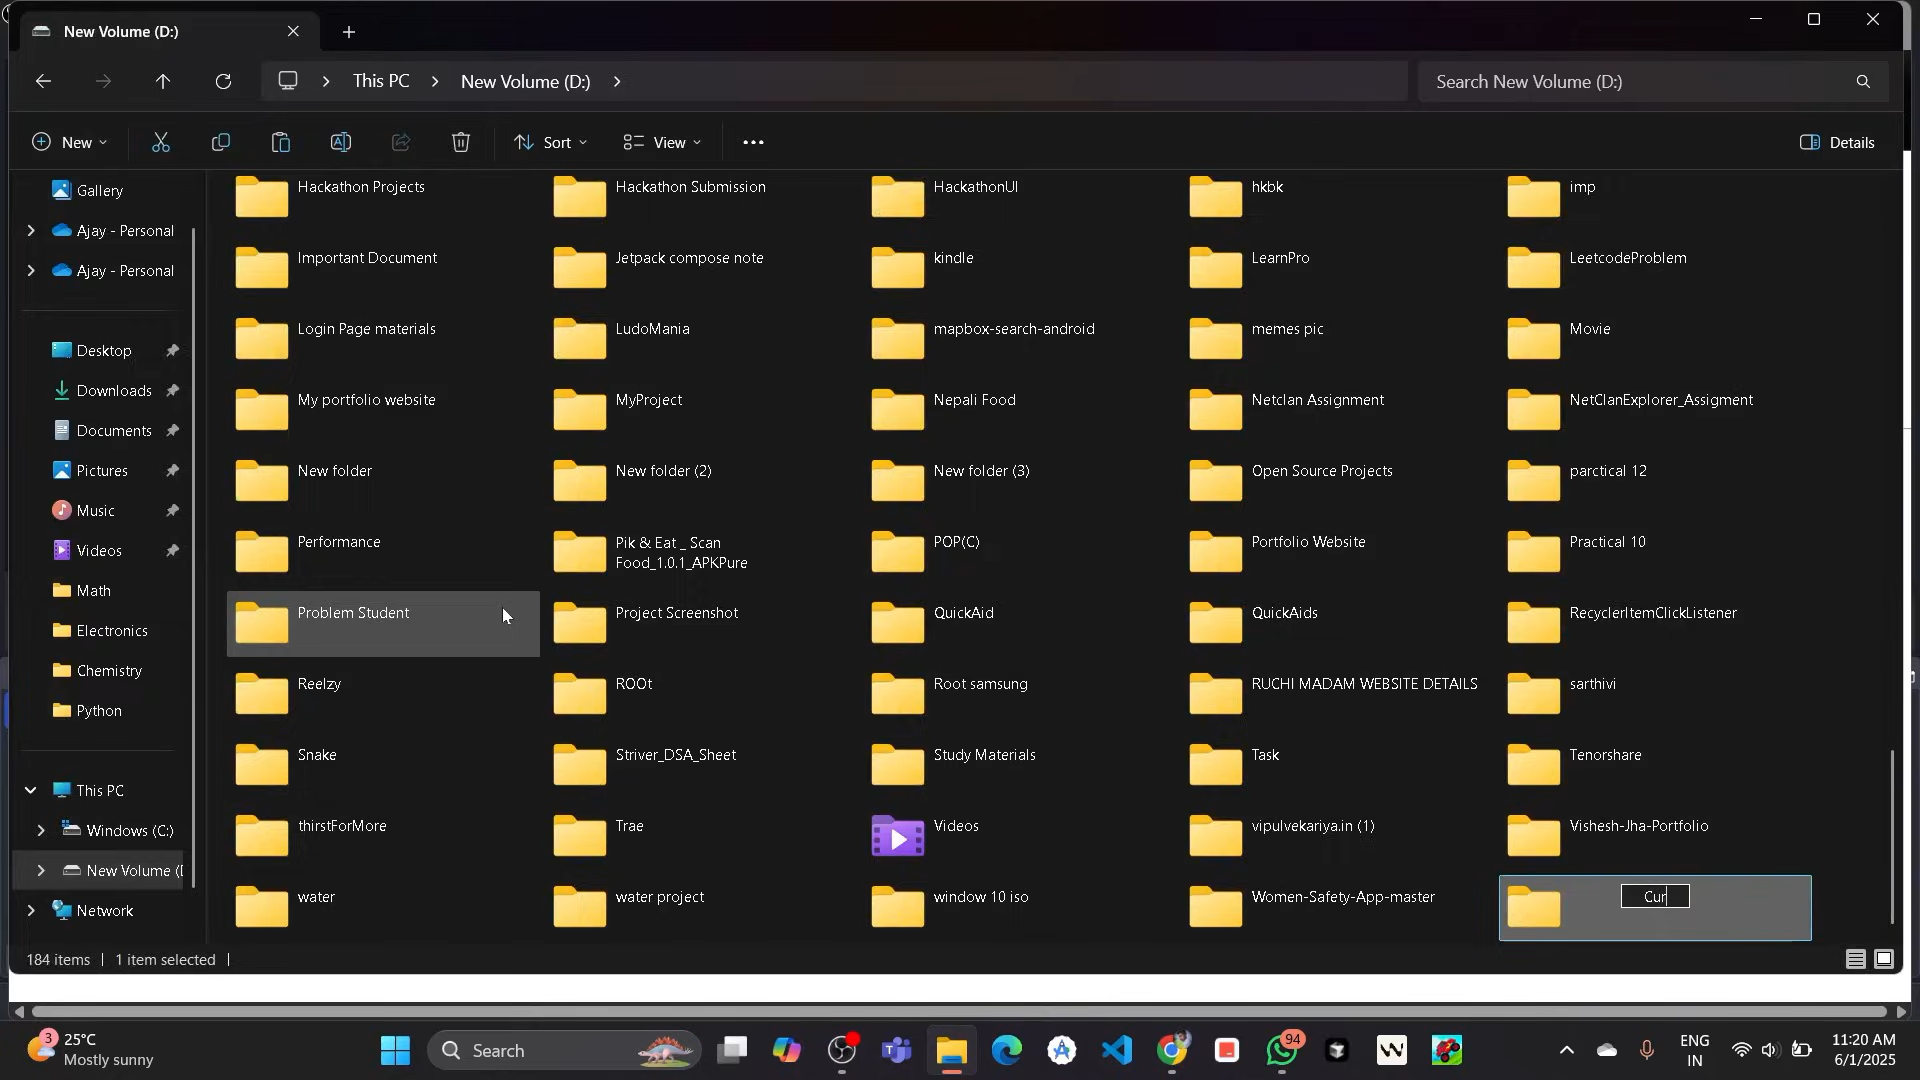 New Volume (D:)
This PC
New Volume (D:)
Search New Volume (D:)
New
Sort
View
Details
Gallery
Ajay - Personal
Ajay - Personal
Desktop
Downloads
Documents
Pictures
Music
Videos
Math
Electronics
Chemistry
Python
This PC
Windows (C:)
New Volume (D
Network
Hackathon Projects
Hackathon Submission
HackathonUI
hkbk
imp
Important Document
Jetpack compose note
kindle
LearnPro
LeetcodeProblem
Login Page materials
LudoMania
mapbox-search-android
memes pic
Movie
My portfolio website
MyProject
Nepali Food
Netclan Assignment
NetClanExplorer_Assigment
New folder
New folder (2)
New folder (3)
Open Source Projects
parctical 12
Performance
Pik & Eat _ Scan
Food_1.0.1_APKPure
POP(C)
Portfolio Website
Practical 10
Problem Student
Project Screenshot
QuickAid
QuickAids
RecyclerItemClickListener
Reelzy
ROOt
Root samsung
RUCHI MADAM WEBSITE DETAILS
sarthivi
Snake
Striver_DSA_Sheet
Study Materials
Task
Tenorshare
thirstForMore
Trae
Videos
vipulvekariya.in (1)
Vishesh-Jha-Portfolio
water
water project
window 10 iso
Women-Safety-App-master
Cur
184 items
1 item selected
3
25°C
Mostly sunny
Search
94
ENG
IN
11:20 AM
6/1/2025